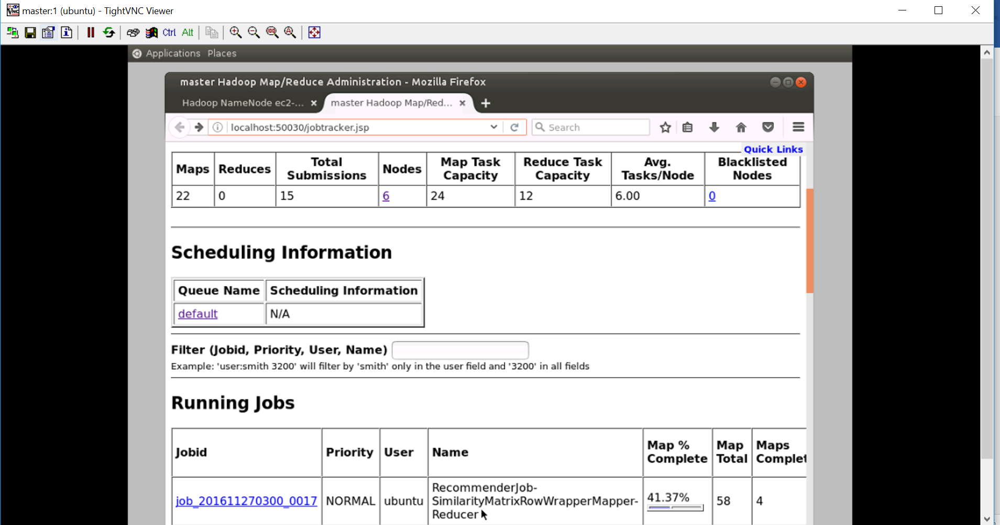 master:1 (ubuntu) - TightVNC Viewer
Ctrl Alt
Applications Places
master Hadoop Map/Reduce Administration - Mozilla Firefox
Hadoop NameNode ec2-... master Hadoop Map/Red...
localhost:50030/jobtracker.jsp Search
Quick Links
Maps Reduces Total Submissions Nodes Map Task Capacity Reduce Task Capacity Avg. Tasks/Node Blacklisted Nodes
22 0 15 6 24 12 6.00 0
Scheduling Information
Queue Name Scheduling Information
default N/A
Filter (Jobid, Priority, User, Name)
Example: 'user:smith 3200' will filter by 'smith' only in the user field and '3200' in all fields
Running Jobs
Jobid Priority User Name Map % Complete Map Total Maps Complet
job_201611270300_0017 NORMAL ubuntu RecommenderJob-SimilarityMatrixRowWrapperMapper-Reducer 41.37% 58 4